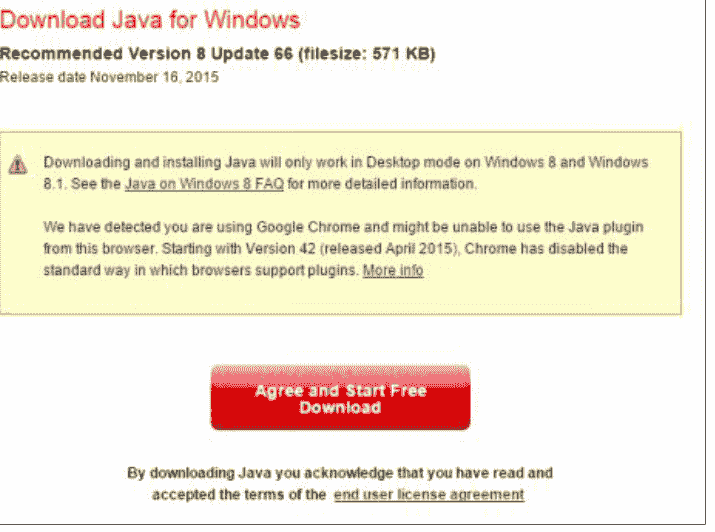 Download Java for Windows
Recommended Version 8 Update 66 (filesize: 571 KB)
Release date November 16, 2015
Downloading and installing Java will only work in Desktop mode on Windows 8 and Windows
8.1. See the Java on Windows 8 FAQ for more detailed information.
We have detected you are using Google Chrome and might be unable to use the Java plugin
from this browser. Starting with Version 42 (released April 2015), Chrome has disabled the
standard way in which browsers support plugins. More info
Agree and Start Free
Download
By downloading Java you acknowledge that you have read and
accepted the terms of the end user license agreement